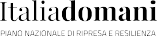 Italiadomani
PIANO NAZIONALE DI RIPRESA E RESILIENZA